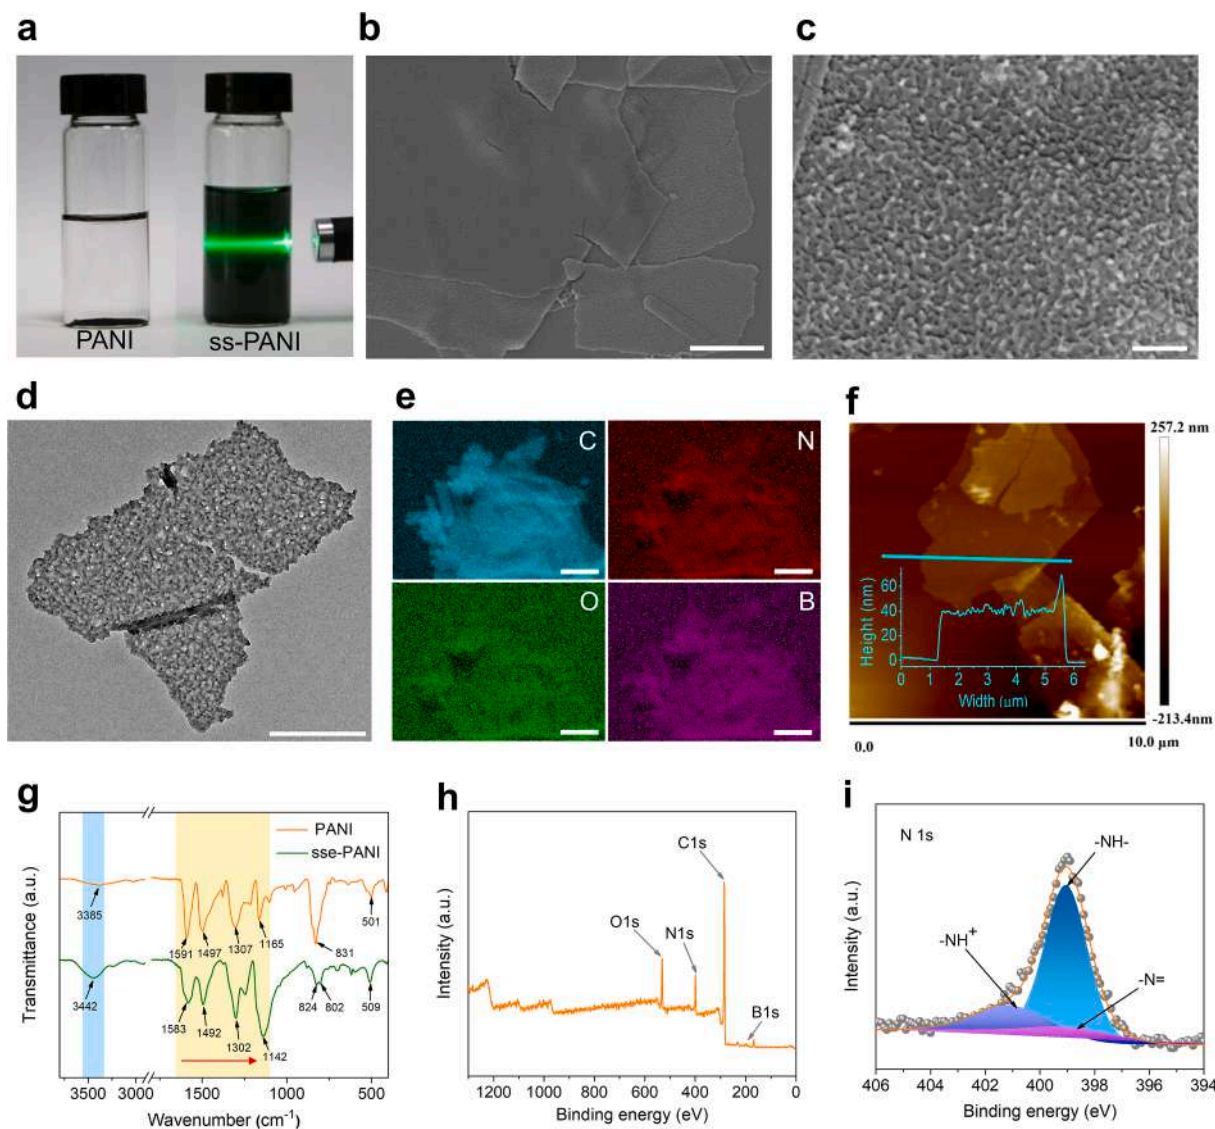 a
b
c
PANI
ss-PANI
d
e
f
C
N
O
B
257.2 nm
-213.4nm
Height (nm)
60
40
20
0
0 1 2 3 4 5 6
Width (μm)
0.0
10.0 μm
g
h
i
PANI
sse-PANI
3385
1591
1497
1307
1165
831
501
3442
1583
1492
1302
1142
824
802
509
Transmittance (a.u.)
3500 3000 1500 1000 500
Wavenumber (cm⁻¹)
C1s
O1s
N1s
B1s
Intensity (a.u.)
1200 1000 800 600 400 200 0
Binding energy (eV)
N 1s
-NH-
-NH⁺
-N=
Intensity (a.u.)
406 404 402 400 398 396 394
Binding energy (eV)